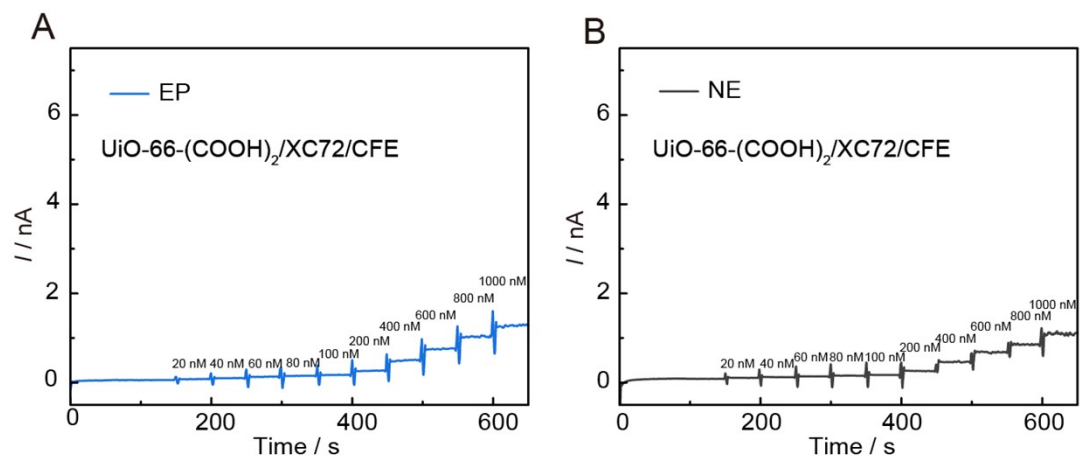 A
EP
UiO-66-(COOH)2/XC72/CFE
I / nA
6
4
2
0
20 nM
40 nM
60 nM
80 nM
100 nM
200 nM
400 nM
600 nM
800 nM
1000 nM
0
200
400
600
Time / s
B
NE
UiO-66-(COOH)2/XC72/CFE
I / nA
6
4
2
0
20 nM
40 nM
60 nM
80 nM
100 nM
200 nM
400 nM
600 nM
800 nM
1000 nM
0
200
400
600
Time / s